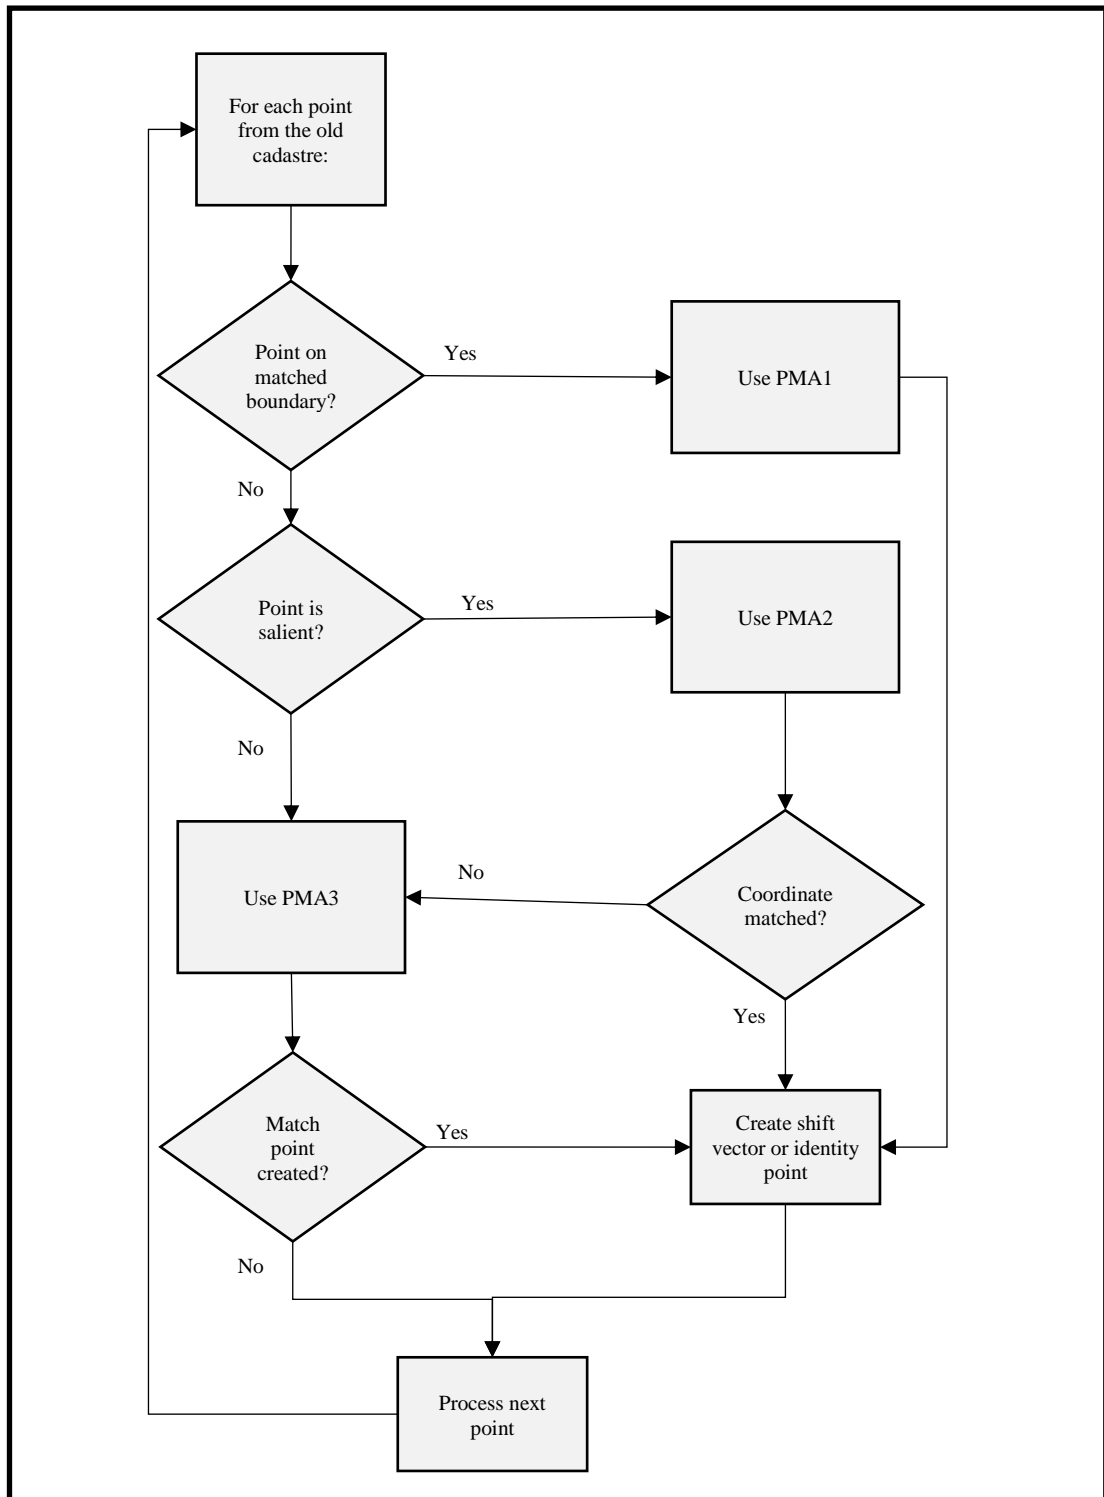 For each point
from the old
cadastre:
Point on
matched
boundary?
Yes
Use PMA1
No
Point is
salient?
Yes
Use PMA2
No
Use PMA3
No
Coordinate
matched?
Yes
Match
point
created?
Yes
Create shift
vector or identity
point
No
Process next
point